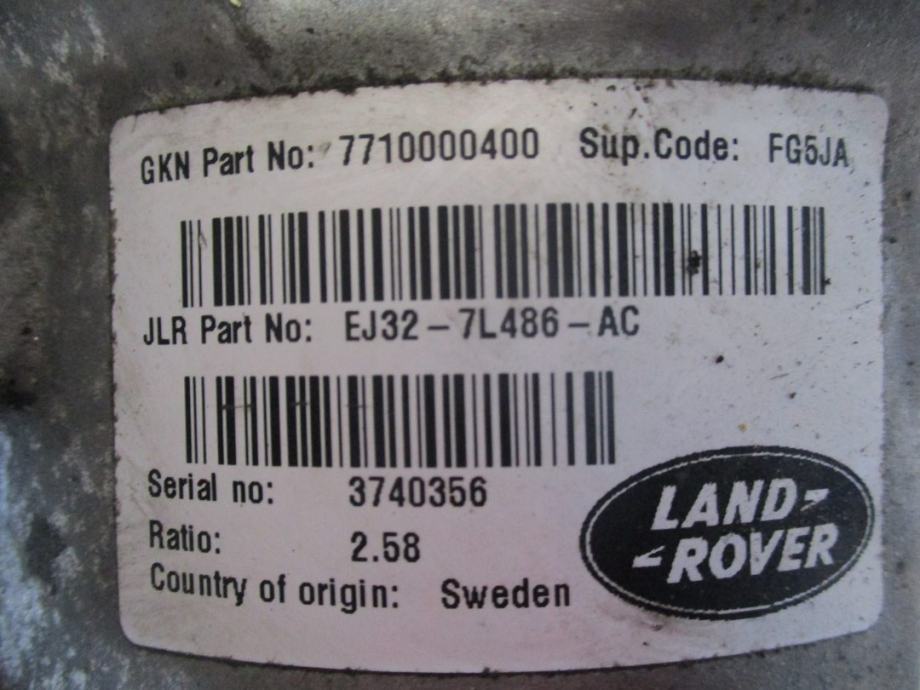 GKN Part No: 7710000400 Sup.Code: FG5JA
JLR Part No: EJ32-7L486-AC
Serial no: 3740356
Ratio: 2.58
Country of origin: Sweden
LAND-
-ROVER